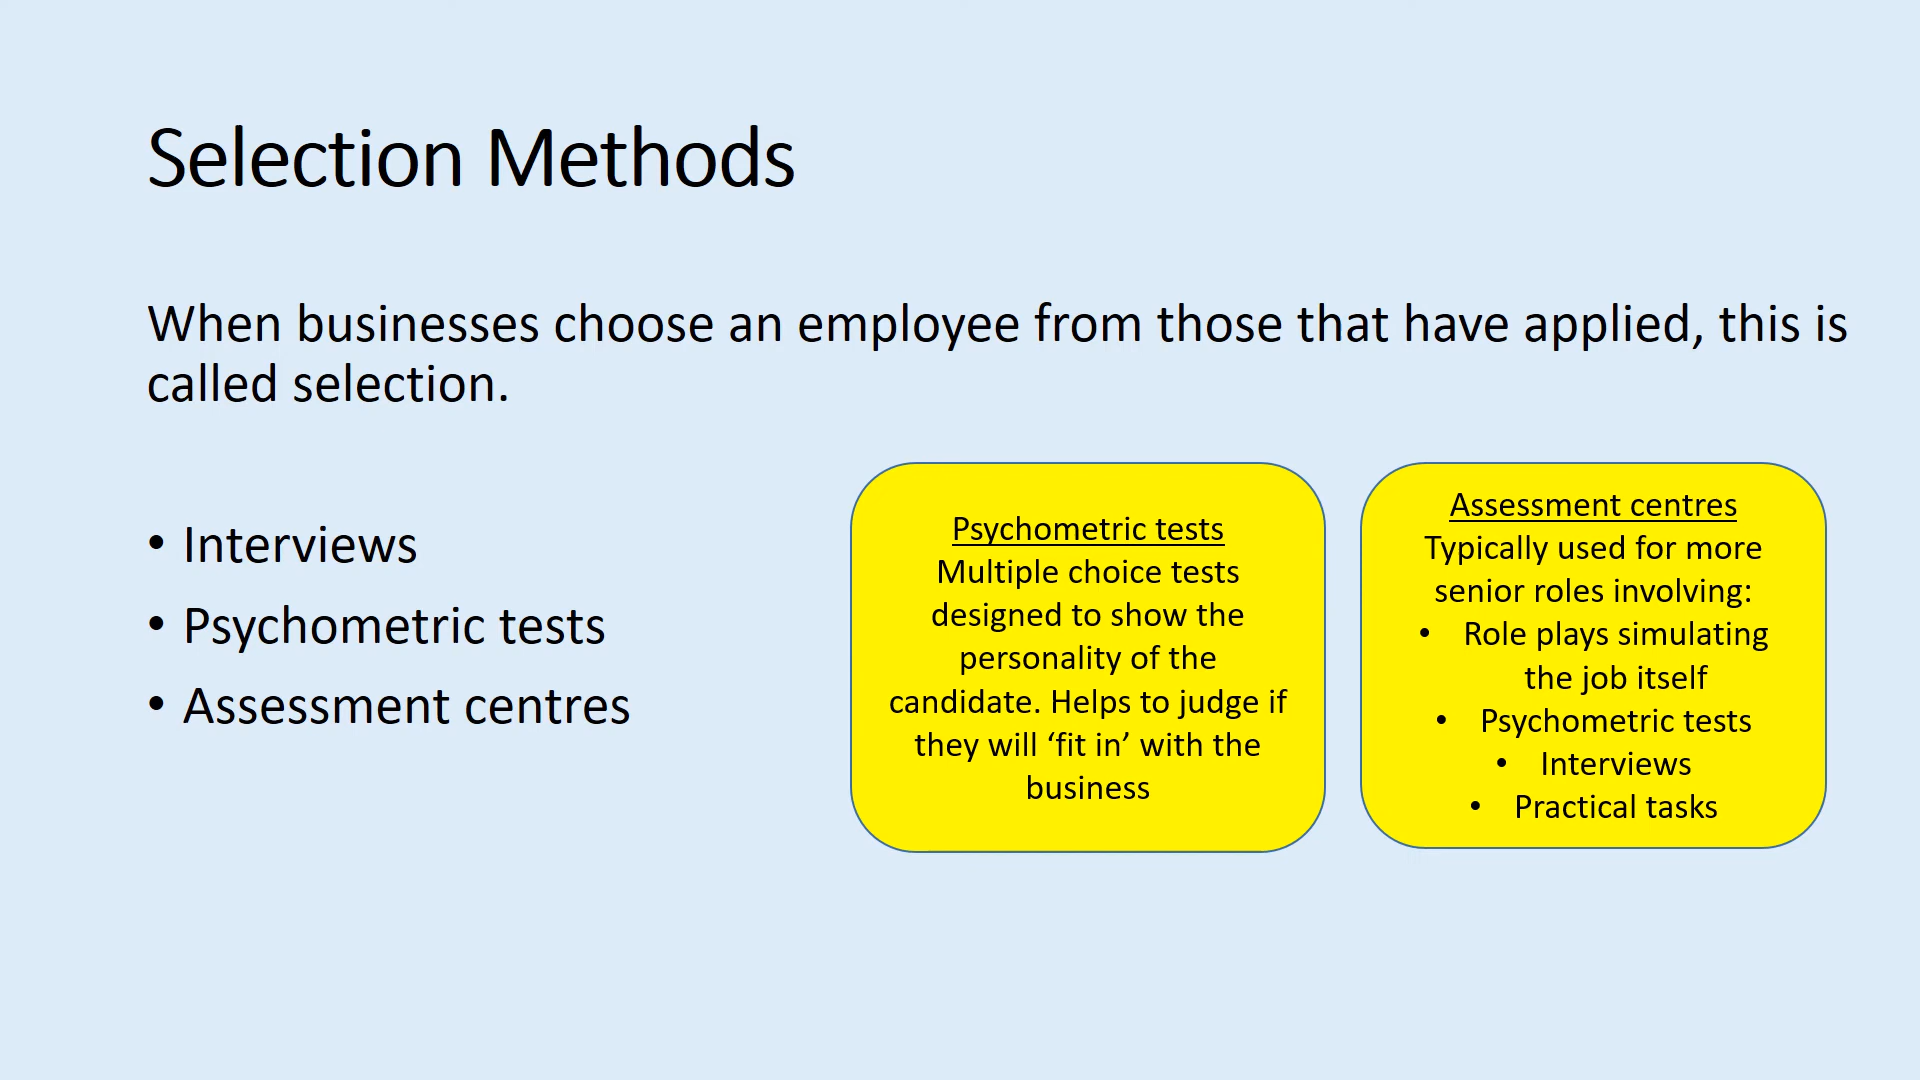 Selection Methods
When businesses choose an employee from those that have applied, this is
called selection.
• Interviews
• Psychometric tests
• Assessment centres
Psychometric tests
Multiple choice tests
designed to show the
personality of the
candidate. Helps to judge if
they will ‘fit in’ with the
business
Assessment centres
Typically used for more
senior roles involving:
• Role plays simulating
the job itself
• Psychometric tests
• Interviews
• Practical tasks